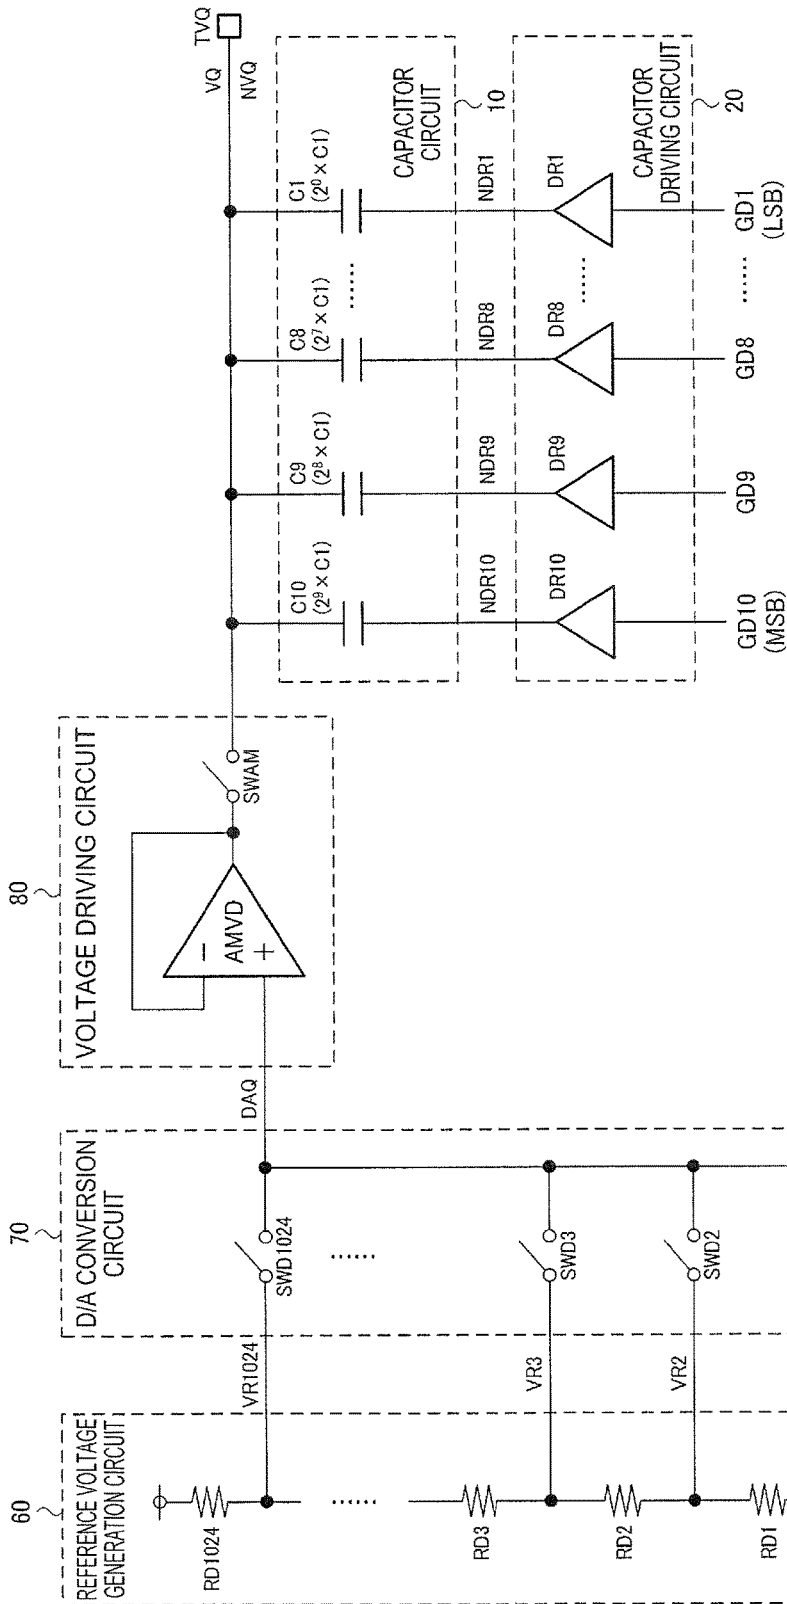 60
REFERENCE VOLTAGE
GENERATION CIRCUIT
RD1024
......
RD3
RD2
RD1
VR1024
VR3
VR2
70
D/A CONVERSION
CIRCUIT
SWD1024
......
SWD3
SWD2
DAQ
80
VOLTAGE DRIVING CIRCUIT
AMVD
−
+
SWAM
VQ
NVQ
TVQ
C10
(2⁹×C1)
C9
(2⁸×C1)
C8
(2⁷×C1)
......
C1
(2⁰×C1)
CAPACITOR
CIRCUIT
10
NDR10
NDR9
NDR8
NDR1
DR10
DR9
DR8
......
DR1
CAPACITOR
DRIVING CIRCUIT
20
GD10
(MSB)
GD9
GD8
......
GD1
(LSB)